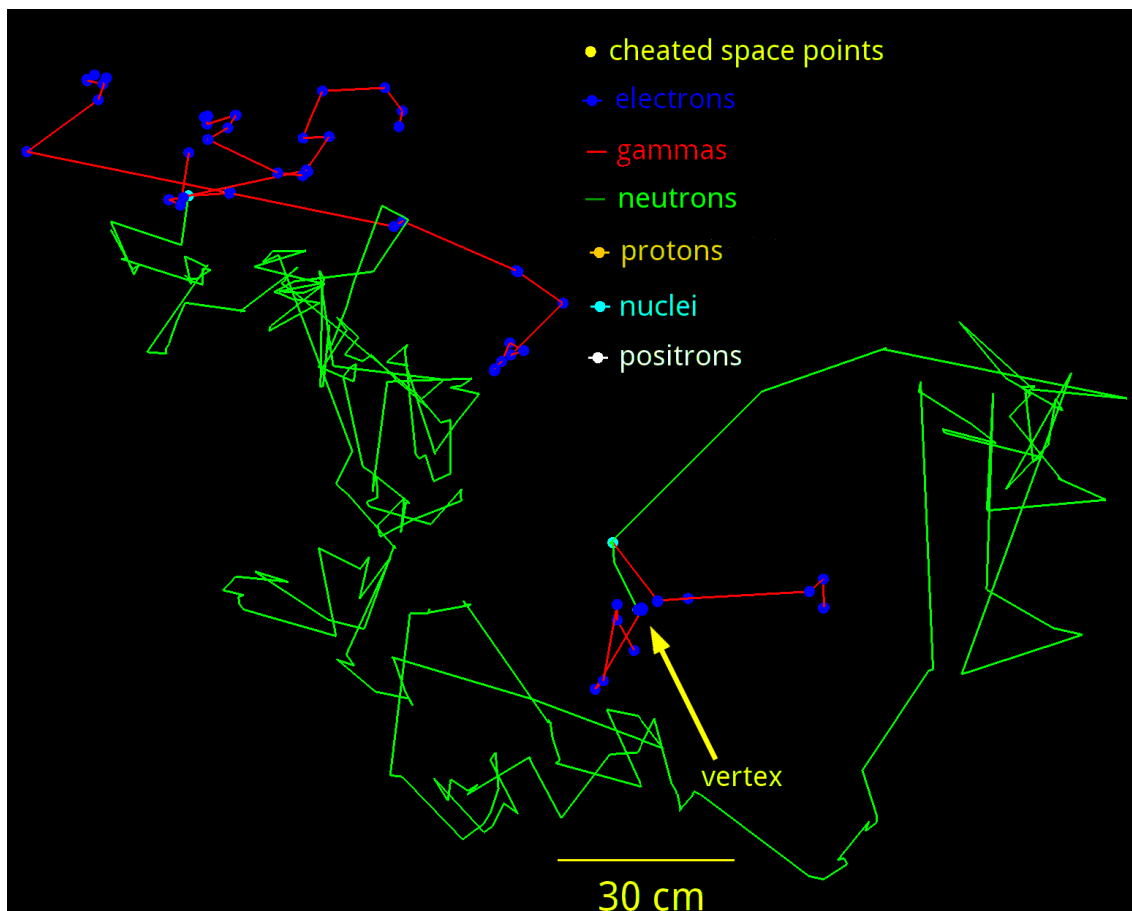 cheated space points
electrons
gammas
neutrons
protons
nuclei
positrons
vertex
30 cm